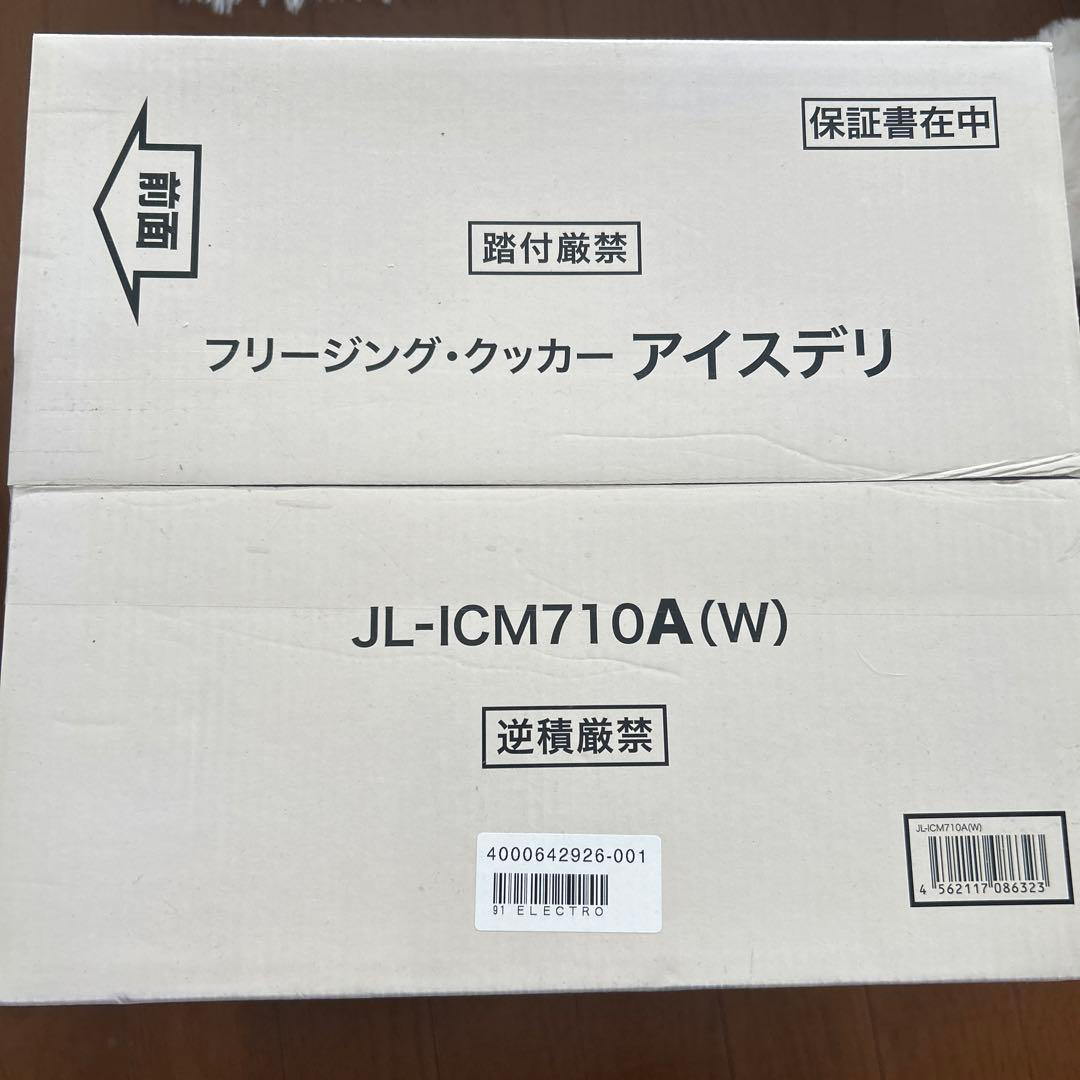 保証書在中
前面
踏付厳禁
フリージング・クッカー アイスデリ
JL-ICM710A(W)
逆積厳禁
JL-ICM710A(W)
4 562117 086323
4000642926-001
91 ELECTRO